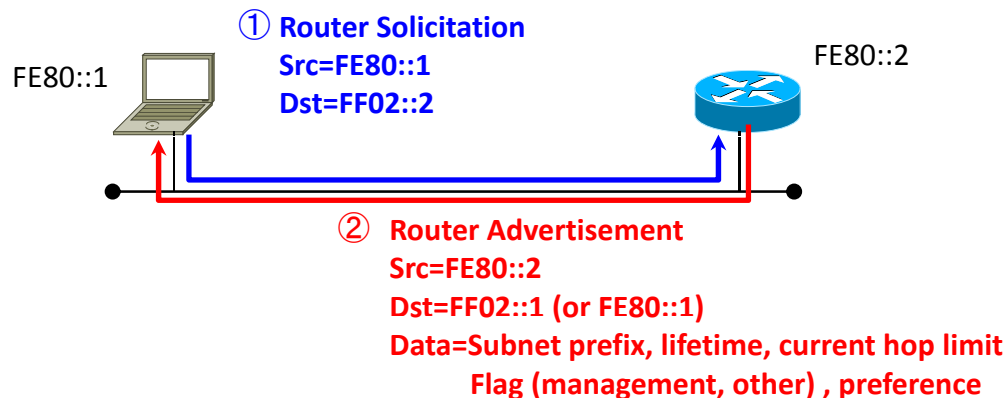 ① Router Solicitation
Src=FE80::1
Dst=FF02::2
FE80::1
FE80::2
② Router Advertisement
Src=FE80::2
Dst=FF02::1 (or FE80::1)
Data=Subnet prefix, lifetime, current hop limit
Flag (management, other) , preference